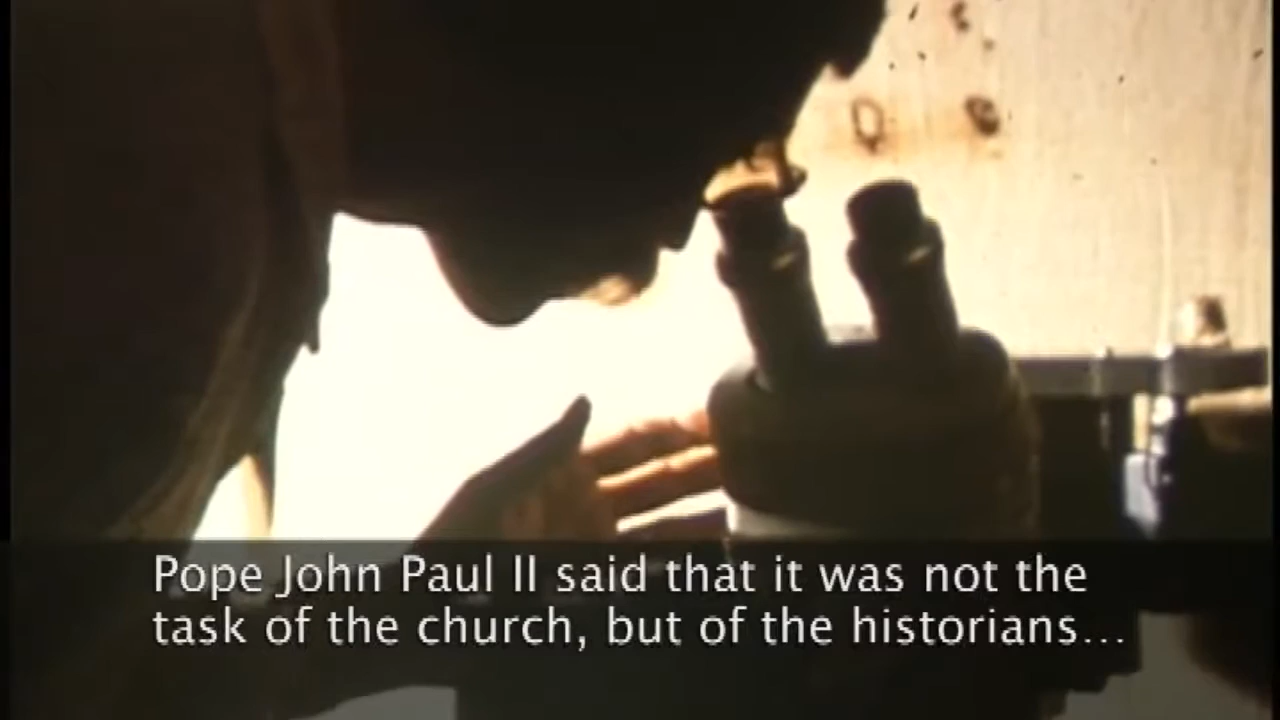 Pope John Paul II said that it was not the
task of the church, but of the historians...